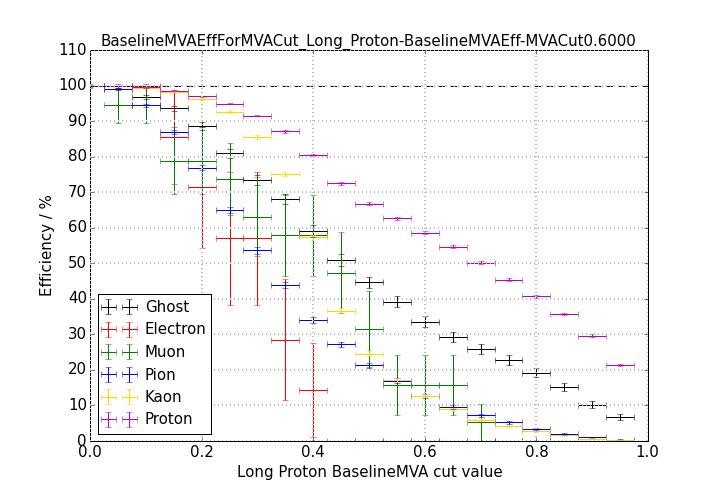 BaselineMVAEffForMVACut_Long_Proton-BaselineMVAEff-MVACut0.6000
110
100
90
80
70
60
50
40
30
20
10
0
Efficiency / %
Ghost
Electron
Muon
Pion
Kaon
Proton
0.0 0.2 0.4 0.6 0.8 1.0
Long Proton BaselineMVA cut value